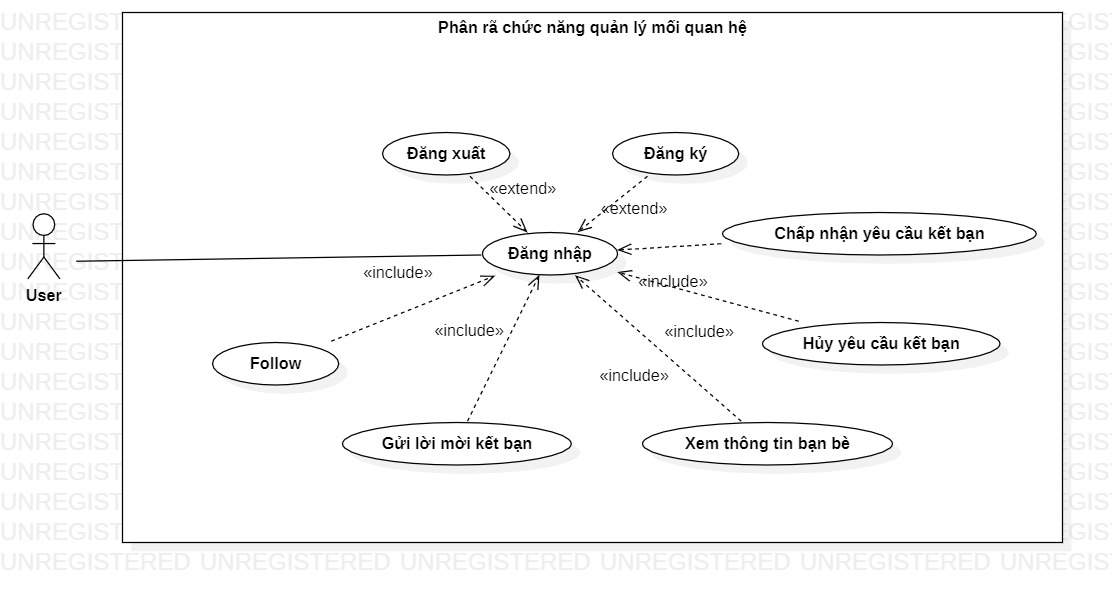 Phân rã chức năng quản lý mối quan hệ
Đăng xuất
Đăng ký
«extend»
«extend»
Chấp nhận yêu cầu kết bạn
Đăng nhập
«include»
«include»
User
«include»
«include»
Hủy yêu cầu kết bạn
Follow
«include»
Gửi lời mời kết bạn
Xem thông tin bạn bè
UNREGISTERED UNREGISTERED UNREGISTERED UNREGISTERED UNREGISTERED UNREGIS